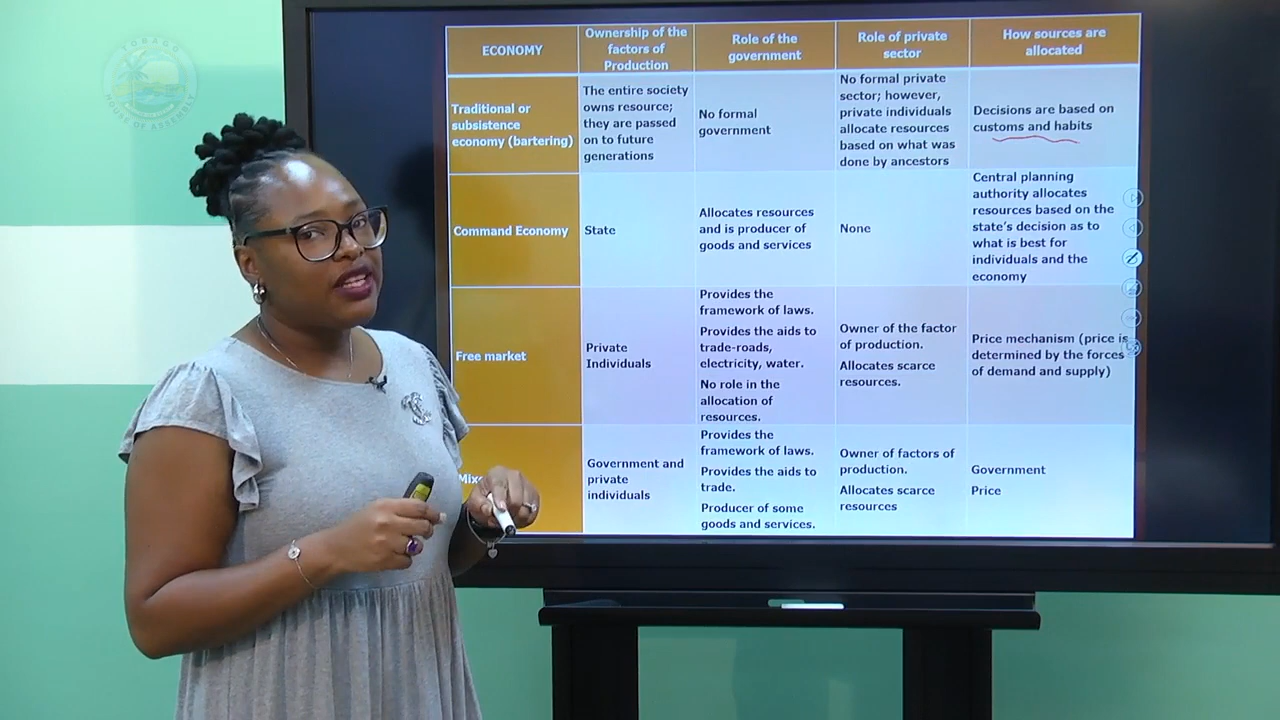 TOBAGO
HOUSE OF ASSEMBLY
ECONOMY
Ownership of the
factors of
Production
Role of the
government
Role of private
sector
How sources are
allocated
Traditional or
subsistence
economy (bartering)
The entire society
owns resource;
they are passed
on to future
generations
No formal
government
No formal private
sector; however,
private individuals
allocate resources
based on what was
done by ancestors
Decisions are based on
customs and habits
Command Economy
State
Allocates resources
and is producer of
goods and services
None
Central planning
authority allocates
resources based on the
state's decision as to
what is best for
individuals and the
economy
Free market
Private
Individuals
Provides the
framework of laws.
Provides the aids to
trade-roads,
electricity, water.
No role in the
allocation of
resources.
Owner of the factor
of production.
Allocates scarce
resources.
Price mechanism (price is
determined by the forces
of demand and supply)
Government and
private
individuals
Provides the
framework of laws.
Provides the aids to
trade.
Producer of some
goods and services.
Owner of factors of
production.
Allocates scarce
resources
Government
Price